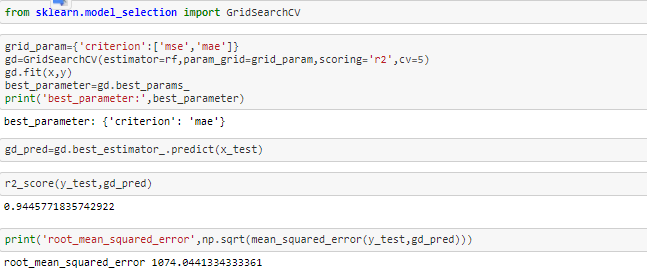 from sklearn.model_selection import GridSearchCV
grid_param={'criterion':['mse','mae']}
gd=GridSearchCV(estimator=rf,param_grid=grid_param,scoring='r2',cv=5)
gd.fit(x,y)
best_parameter=gd.best_params_
print('best_parameter:',best_parameter)
best_parameter: {'criterion': 'mae'}
gd_pred=gd.best_estimator_.predict(x_test)
r2_score(y_test,gd_pred)
0.9445771835742922
print('root_mean_squared_error',np.sqrt(mean_squared_error(y_test,gd_pred)))
root_mean_squared_error 1074.0441334333361